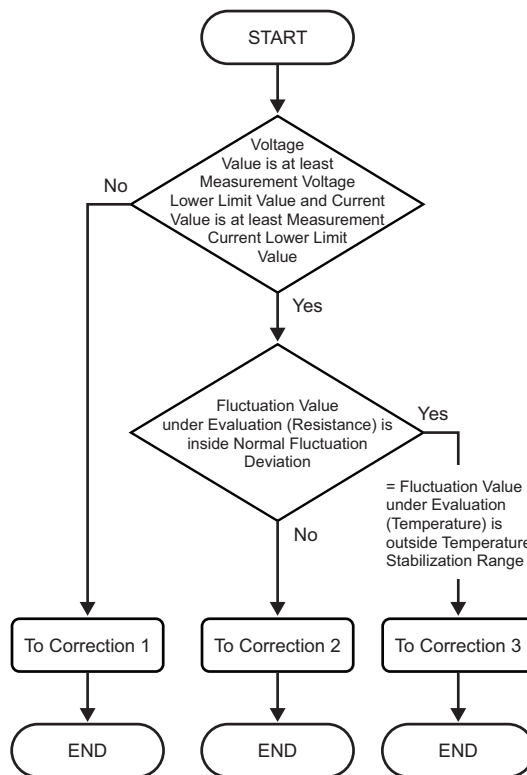 START
Voltage
Value is at least
Measurement Voltage
Lower Limit Value and Current
Value is at least Measurement
Current Lower Limit
Value
No
Yes
Fluctuation Value
under Evaluation (Resistance) is
inside Normal Fluctuation
Deviation
Yes
= Fluctuation Value
under Evaluation
(Temperature) is
outside Temperature
Stabilization Range
No
To Correction 1
To Correction 2
To Correction 3
END
END
END